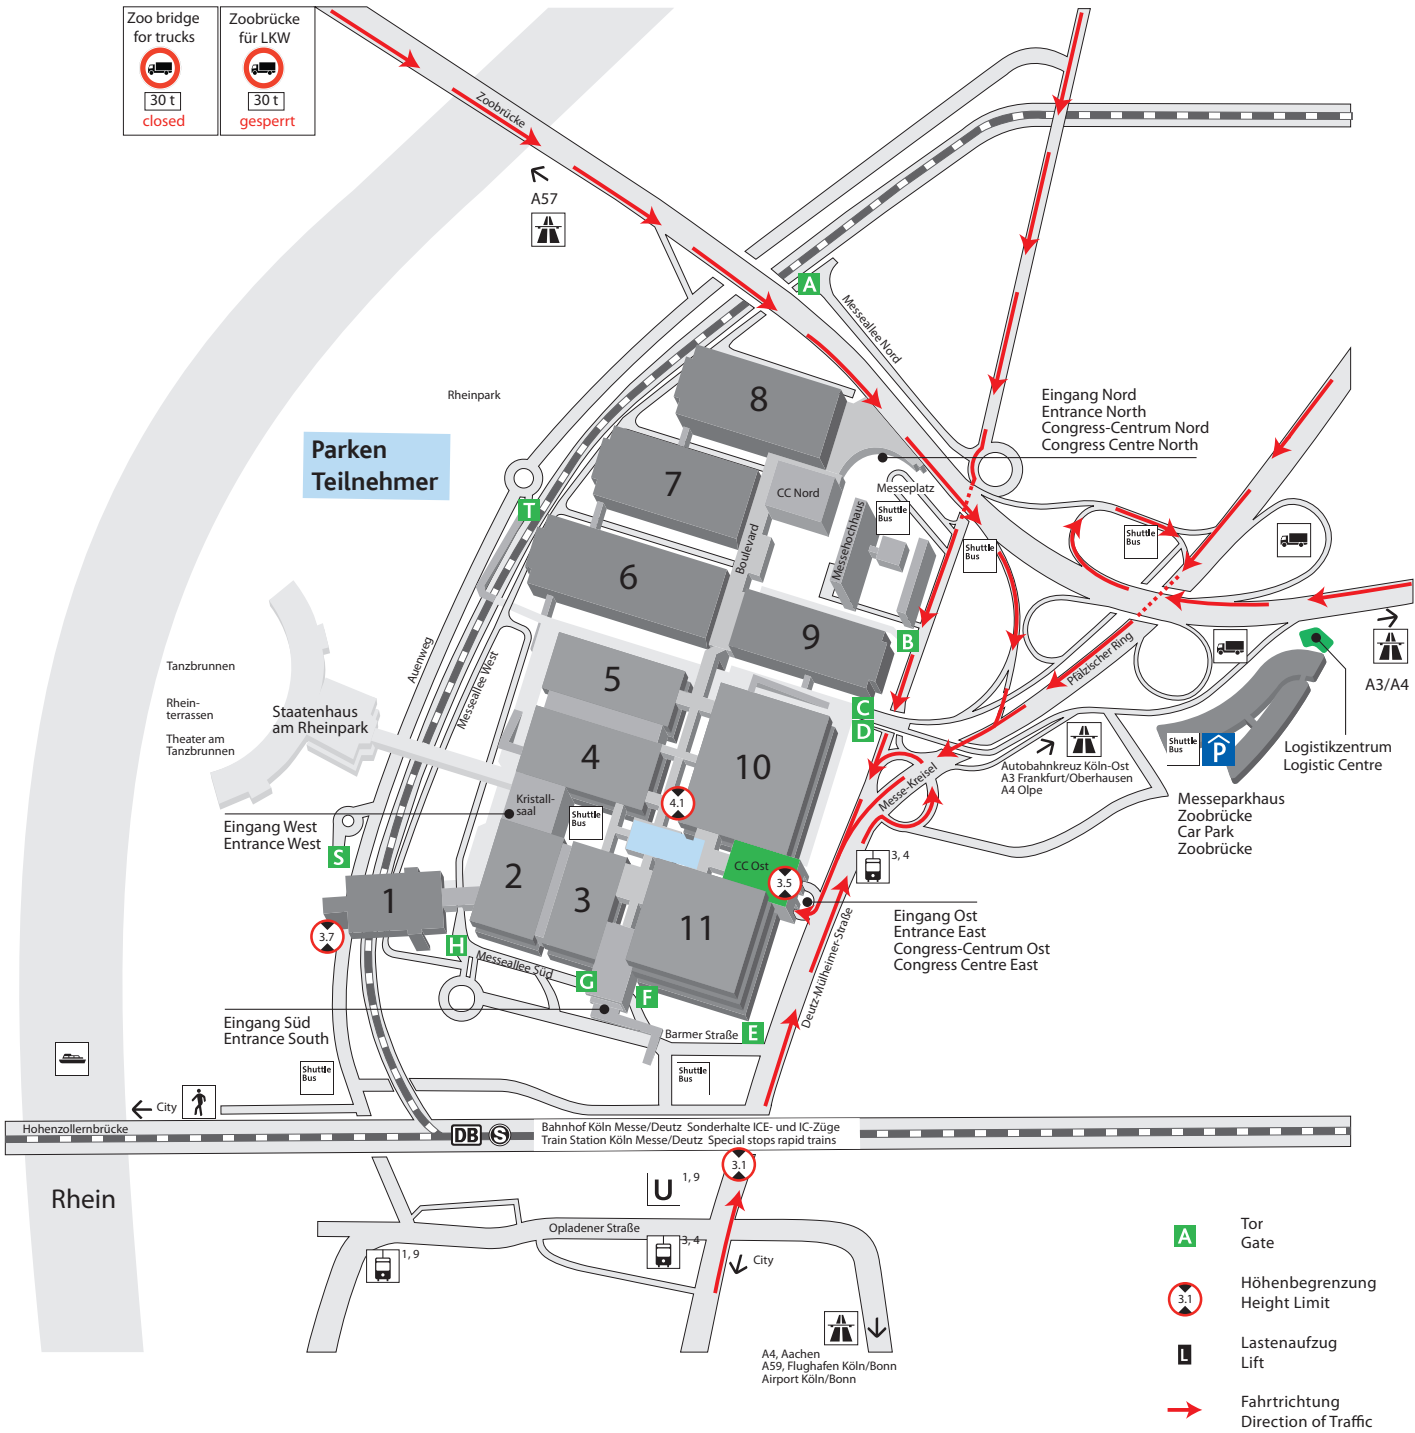 Zoo bridge
for trucks
30 t
closed
Zoobrücke
für LKW
30 t
gesperrt
Zoobrücke
A57
A
Messeallee Nord
Rheinpark
Parken
Teilnehmer
8
7
CC Nord
Eingang Nord
Entrance North
Congress-Centrum Nord
Congress Centre North
Messeplatz
Shuttle
Bus
Shuttle
Bus
Shuttle
Bus
T
Messehochhaus
Boulevard
6
9
B
5
Auenweg
Messeallee West
Tanzbrunnen
Rhein-
terrassen
Theater am
Tanzbrunnen
Staatenhaus
am Rheinpark
Pfälzischer Ring
A3/A4
C
D
4
10
Shuttle
Bus
P
Logistikzentrum
Logistic Centre
Autobahnkreuz Köln-Ost
A3 Frankfurt/Oberhausen
A4 Olpe
Messe-Kreisel
Messeparkhaus
Zoobrücke
Car Park
Zoobrücke
Kristall-
saal
Shuttle
Bus
4.1
Eingang West
Entrance West
S
CC Ost
3.5
3, 4
1
2
3
11
3.7
H
Messeallee Süd
G
F
E
Eingang Ost
Entrance East
Congress-Centrum Ost
Congress Centre East
Deutz-Mülheimer-Straße
Eingang Süd
Entrance South
Barmer Straße
Shuttle
Bus
Shuttle
Bus
City
Hohenzollernbrücke
DB
S
Bahnhof Köln Messe/Deutz Sonderhalte ICE- und IC-Züge
Train Station Köln Messe/Deutz Special stops rapid trains
3.1
Rhein
U
1, 9
Opladener Straße
1, 9
3, 4
City
A4, Aachen
A59, Flughafen Köln/Bonn
Airport Köln/Bonn
A
Tor
Gate
3.1
Höhenbegrenzung
Height Limit
L
Lastenaufzug
Lift
Fahrtrichtung
Direction of Traffic